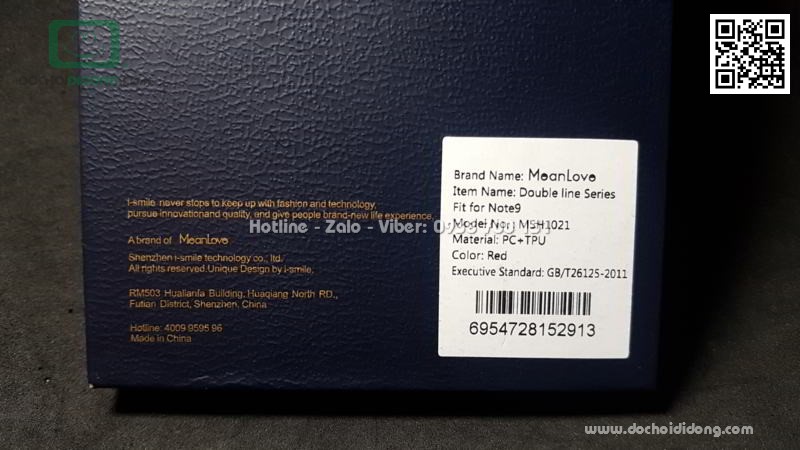 i-smile never stops to keep up with fashion and technology,
pursue innovationand quality, and give people brand-new life experience.
A brand of MeanLove
Shenzhen i-smile technology co., ltd.
All rights reserved.Unique Design by i-smile.
RM503 Hualianfa Building, Huaqiang North RD.,
Futian District, Shenzhen, China
Hotline: 4009 9595 96
Made in China
Brand Name: MeanLove
Item Name: Double line Series
Fit for Note9
Model No.: MSH1021
Material: PC+TPU
Color: Red
Executive Standard: GB/T26125-2011
6954728152913
Hotline - Zalo - Viber:
www.dochoididong.com